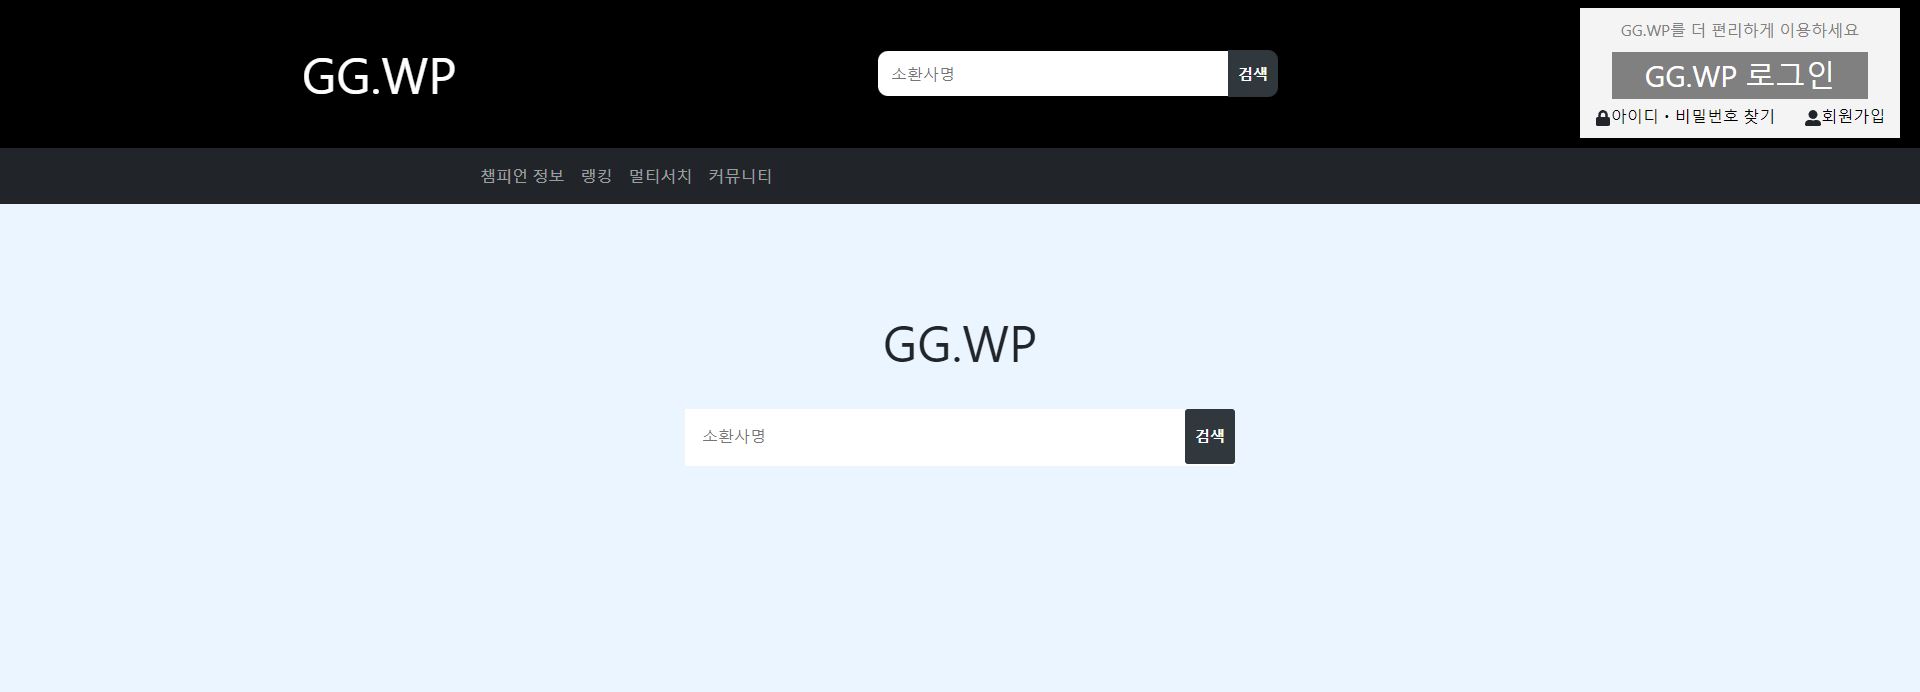 GG.WP
소환사명
검색
GG.WP를 더 편리하게 이용하세요
GG.WP 로그인
아이디・비밀번호 찾기
회원가입
챔피언 정보 랭킹 멀티서치 커뮤니티
GG.WP
소환사명
검색